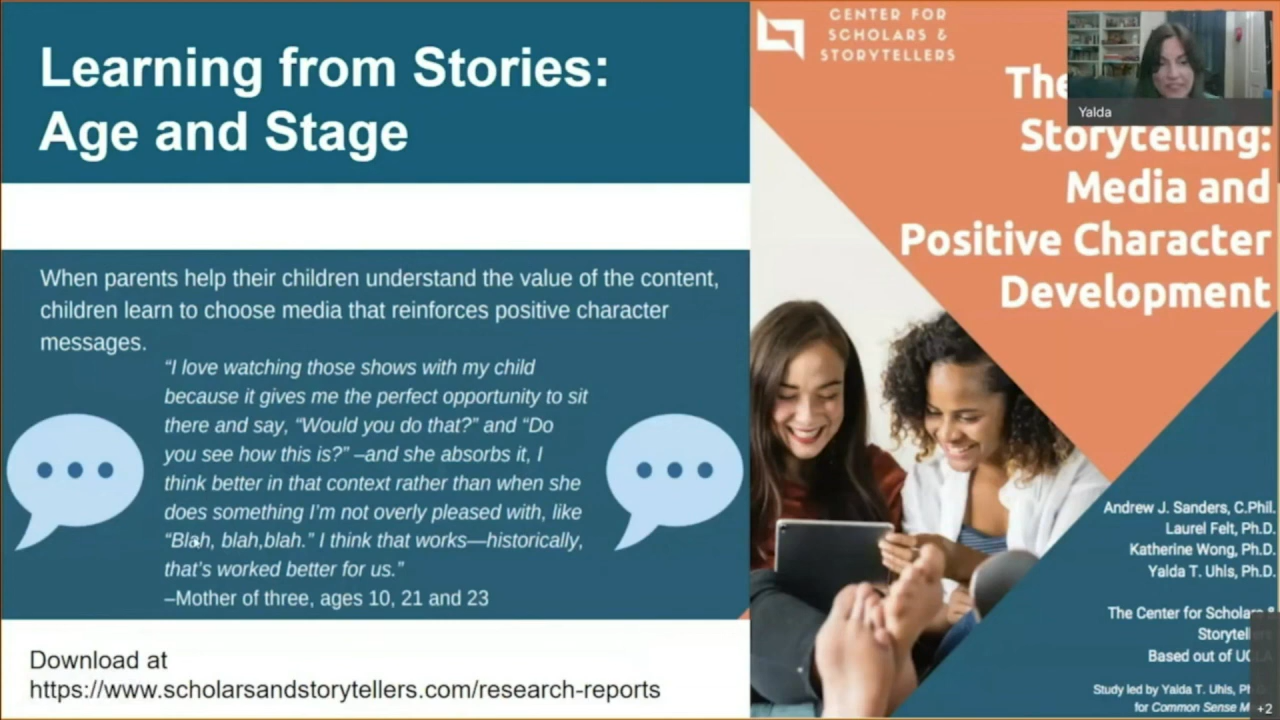 Learning from Stories:
Age and Stage
When parents help their children understand the value of the content,
children learn to choose media that reinforces positive character
messages.
“I love watching those shows with my child
because it gives me the perfect opportunity to sit
there and say, “Would you do that?” and “Do
you see how this is?” –and she absorbs it, I
think better in that context rather than when she
does something I’m not overly pleased with, like
“Blah, blah,blah.” I think that works—historically,
that’s worked better for us.”
–Mother of three, ages 10, 21 and 23
Download at
https://www.scholarsandstorytellers.com/research-reports
CENTER FOR
SCHOLARS &
STORYTELLERS
Yalda
The
Storytelling:
Media and
Positive Character
Development
Andrew J. Sanders, C.Phil.
Laurel Felt, Ph.D.
Katherine Wong, Ph.D.
Yalda T. Uhls, Ph.D.
The Center for Scholars &
Storytellers
Based out of UCLA
Study led by Yalda T. Uhls,
for Common Sense
+2